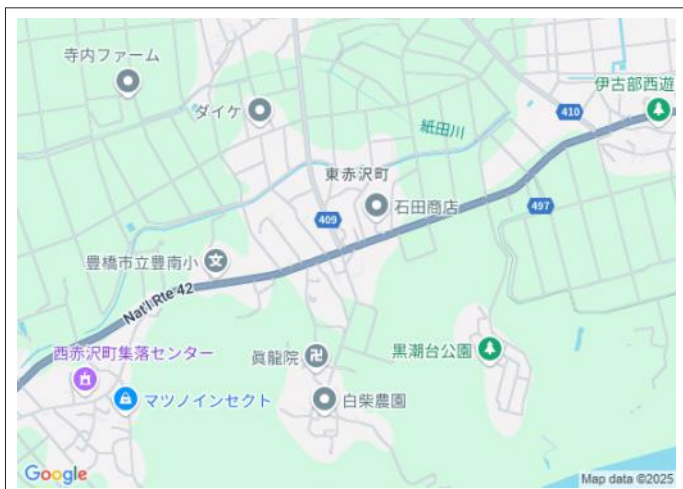 寺内ファーム
伊古部西遊
410
ダイケ
紙田川
東赤沢町
石田商店
497
409
豊橋市立豊南小
文
Nat'l Rte 42
西赤沢町集落センター
眞龍院
卍
黒潮台公園
マツノインセクト
白柴農園
Google
Map data ©2025